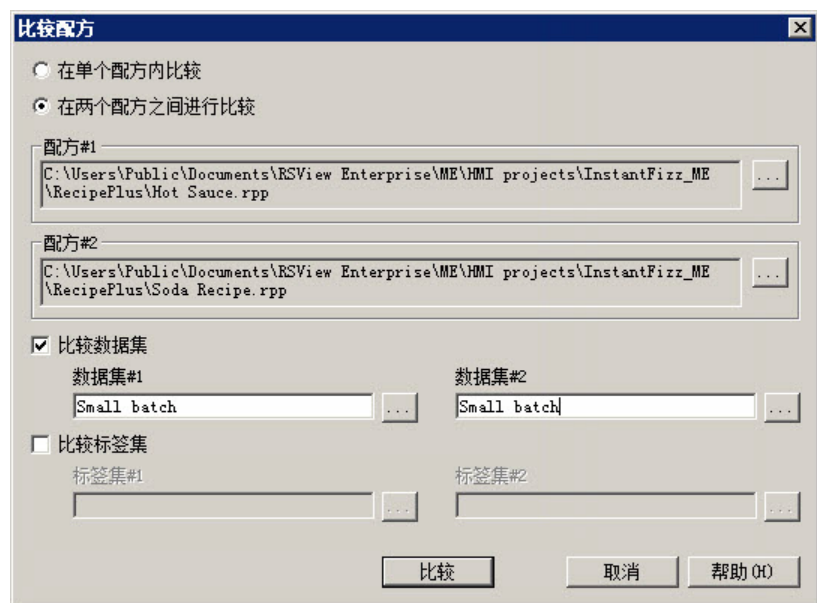 比较配方
在单个配方内比较
在两个配方之间进行比较
配方#1
C:\Users\Public\Documents\RSView Enterprise\ME\HMI projects\InstantFizz_ME
\RecipePlus\Hot Sauce.rpp
...
配方#2
C:\Users\Public\Documents\RSView Enterprise\ME\HMI projects\InstantFizz_ME
\RecipePlus\Soda Recipe.rpp
...
比较数据集
数据集#1 数据集#2
Small batch ... Small batch ...
比较标签集
标签集#1 标签集#2
... ...
比较 取消 帮助(H)